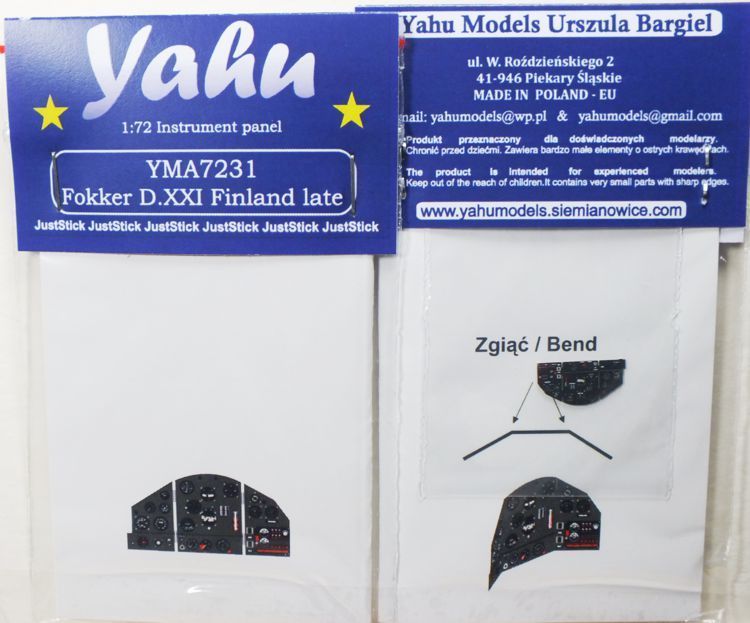 Yahu
1:72 Instrument panel
YMA7231
Fokker D.XXI Finland late
JustStick JustStick JustStick JustStick JustStick JustStick
Yahu Models Urszula Bargiel
ul. W. Roździeńskiego 2
41-946 Piekary Śląskie
MADE IN POLAND - EU
mail: yahumodels@wp.pl & yahumodels@gmail.com
Produkt przeznaczony dla doświadczonych modelarzy.
Chronić przed dziećmi. Zawiera bardzo małe elementy o ostrych krawędziach.
The product is intended for experienced modelers.
Keep out of the reach of children.It contains very small parts with sharp edges.
www.yahumodels.siemianowice.com
Zgiąć / Bend